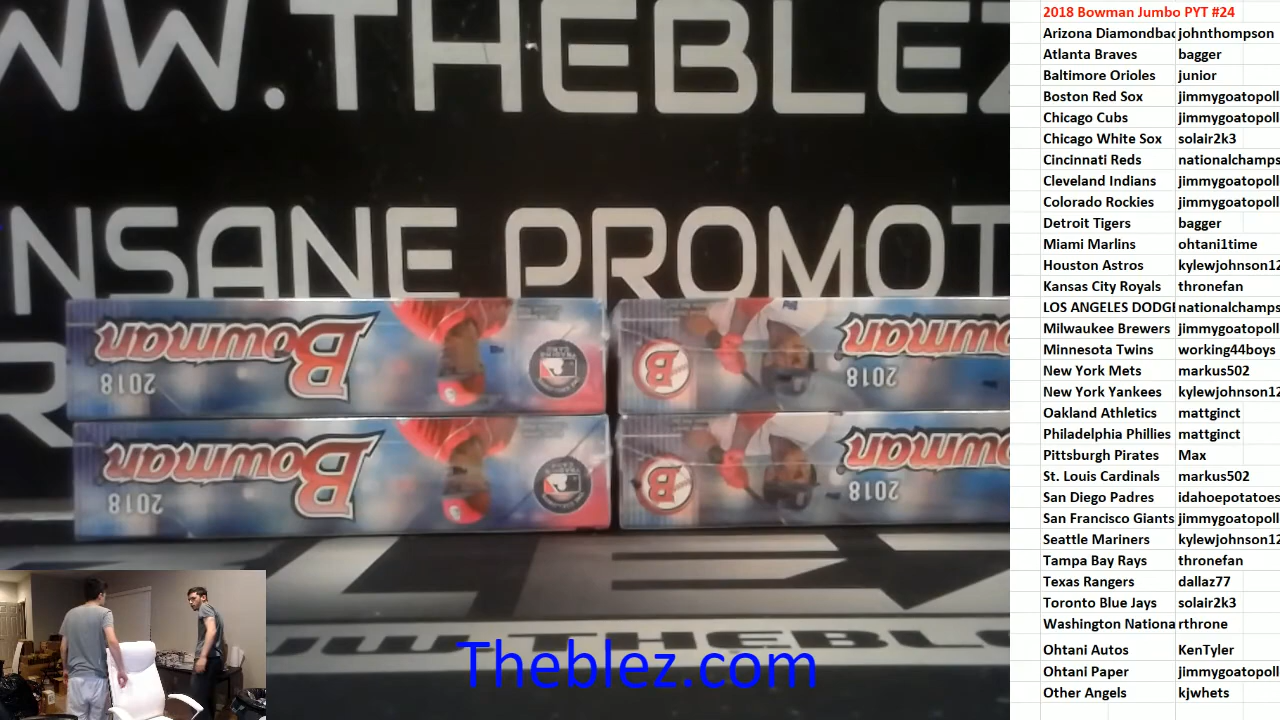 WW.THEBLEZ
INSANE PROMOT
R
Bowman
2018
Bowman
2018
Bowman
2018
Bowman
2018
WWW.THEBLE
Theblez.com
2018 Bowman Jumbo PYT #24
Arizona Diamondbac johnthompson
Atlanta Braves bagger
Baltimore Orioles junior
Boston Red Sox jimmygoatopoll
Chicago Cubs jimmygoatopoll
Chicago White Sox solair2k3
Cincinnati Reds nationalchamps
Cleveland Indians jimmygoatopoll
Colorado Rockies jimmygoatopoll
Detroit Tigers bagger
Miami Marlins ohtani1time
Houston Astros kylewjohnson12
Kansas City Royals thronefan
LOS ANGELES DODGE nationalchamps
Milwaukee Brewers jimmygoatopoll
Minnesota Twins working44boys
New York Mets markus502
New York Yankees kylewjohnson12
Oakland Athletics mattginct
Philadelphia Phillies mattginct
Pittsburgh Pirates Max
St. Louis Cardinals markus502
San Diego Padres idahoepotatoes
San Francisco Giants jimmygoatopoll
Seattle Mariners kylewjohnson12
Tampa Bay Rays thronefan
Texas Rangers dallaz77
Toronto Blue Jays solair2k3
Washington Nationa rthrone
Ohtani Autos KenTyler
Ohtani Paper jimmygoatopoll
Other Angels kjwhets